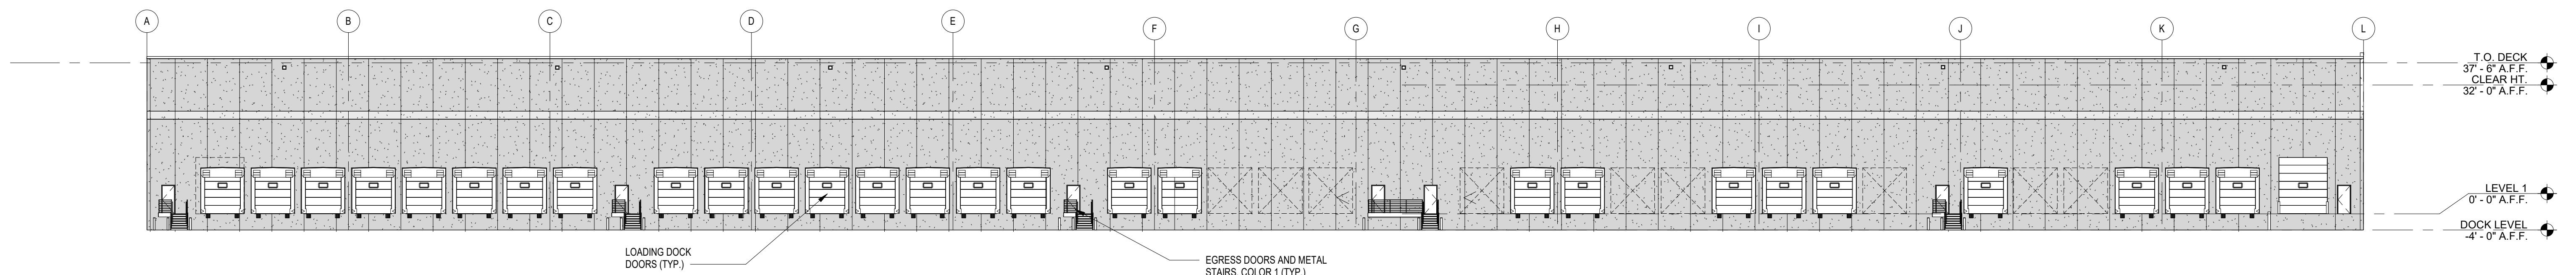 A
B
C
D
E
F
G
H
I
J
K
L
T.O. DECK
37' - 6" A.F.F.
CLEAR HT.
32' - 0" A.F.F.
LEVEL 1
0' - 0" A.F.F.
DOCK LEVEL
-4' - 0" A.F.F.
LOADING DOCK
DOORS (TYP.)
EGRESS DOORS AND METAL
STAIRS, COLOR 1 (TYP.)